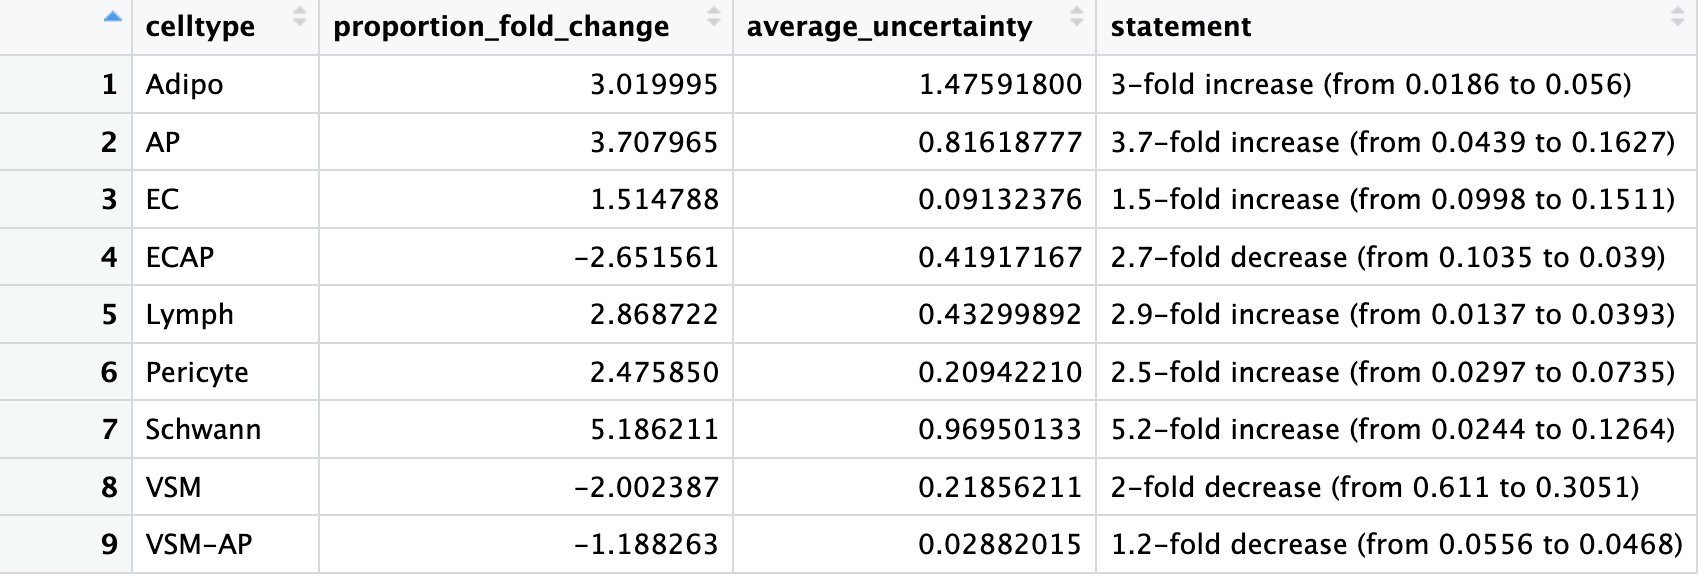 celltype proportion_fold_change average_uncertainty statement
1 Adipo 3.019995 1.47591800 3-fold increase (from 0.0186 to 0.056)
2 AP 3.707965 0.81618777 3.7-fold increase (from 0.0439 to 0.1627)
3 EC 1.514788 0.09132376 1.5-fold increase (from 0.0998 to 0.1511)
4 ECAP -2.651561 0.41917167 2.7-fold decrease (from 0.1035 to 0.039)
5 Lymph 2.868722 0.43299892 2.9-fold increase (from 0.0137 to 0.0393)
6 Pericyte 2.475850 0.20942210 2.5-fold increase (from 0.0297 to 0.0735)
7 Schwann 5.186211 0.96950133 5.2-fold increase (from 0.0244 to 0.1264)
8 VSM -2.002387 0.21856211 2-fold decrease (from 0.611 to 0.3051)
9 VSM-AP -1.188263 0.02882015 1.2-fold decrease (from 0.0556 to 0.0468)